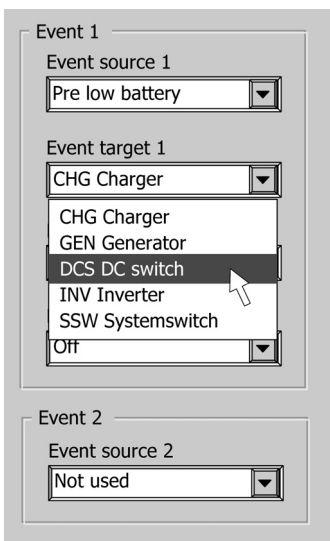 Event 1
Event source 1
Pre low battery
Event target 1
CHG Charger
CHG Charger
GEN Generator
DCS DC switch
INV Inverter
SSW Systemswitch
Off
Event 2
Event source 2
Not used